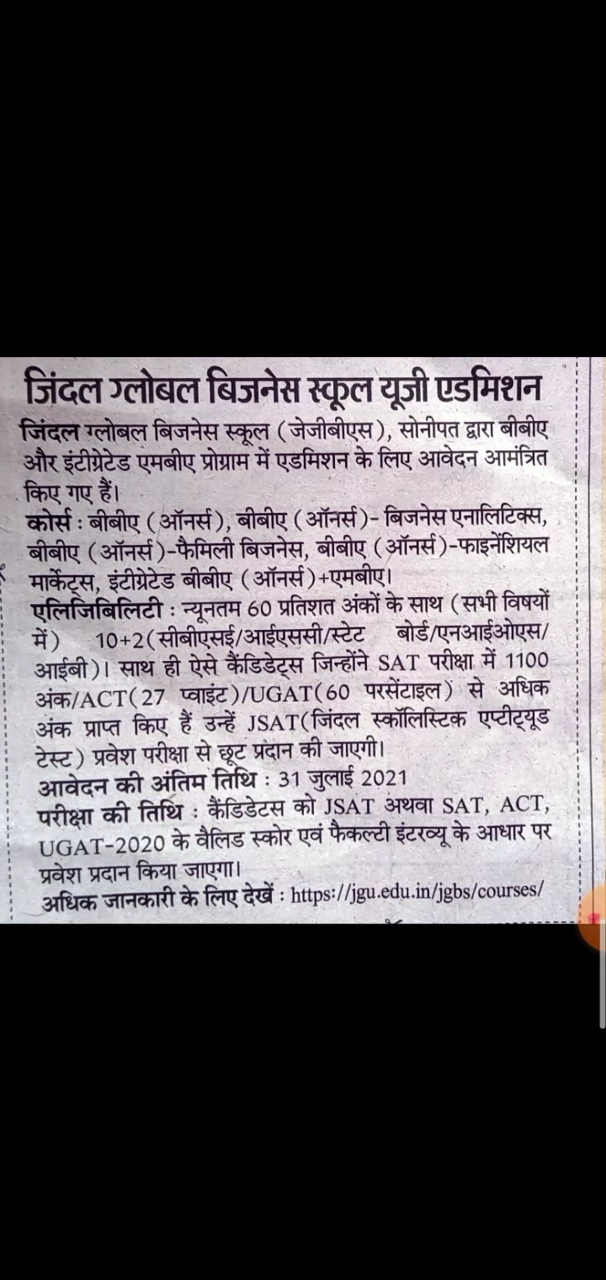 जिंदल ग्लोबल बिजनेस स्कूल यूजी एडमिशन
जिंदल ग्लोबल बिजनेस स्कूल (जेजीबीएस), सोनीपत द्वारा बीबीए
और इंटीग्रेटेड एमबीए प्रोग्राम में एडमिशन के लिए आवेदन आमंत्रित
किए गए हैं।
कोर्स : बीबीए (ऑनर्स), बीबीए (ऑनर्स)- बिजनेस एनालिटिक्स,
बीबीए (ऑनर्स)-फैमिली बिजनेस, बीबीए (ऑनर्स)-फाइनेंशियल
मार्केट्स, इंटीग्रेटेड बीबीए (ऑनर्स)+एमबीए।
एलिजिबिलिटी : न्यूनतम 60 प्रतिशत अंकों के साथ (सभी विषयों
में) 10+2(सीबीएसई/आईएससी/स्टेट बोर्ड/एनआईओएस/
आईबी)। साथ ही ऐसे कैंडिडेट्स जिन्होंने SAT परीक्षा में 1100
अंक/ACT(27 प्वाइंट)/UGAT(60 परसेंटाइल) से अधिक
अंक प्राप्त किए हैं उन्हें JSAT(जिंदल स्कॉलिस्टिक एप्टीट्यूड
टेस्ट) प्रवेश परीक्षा से छूट प्रदान की जाएगी।
आवेदन की अंतिम तिथि : 31 जुलाई 2021
परीक्षा की तिथि : कैंडिडेटस को JSAT अथवा SAT, ACT,
UGAT-2020 के वैलिड स्कोर एवं फैकल्टी इंटरव्यू के आधार पर
प्रवेश प्रदान किया जाएगा।
अधिक जानकारी के लिए देखें : https://jgu.edu.in/jgbs/courses/